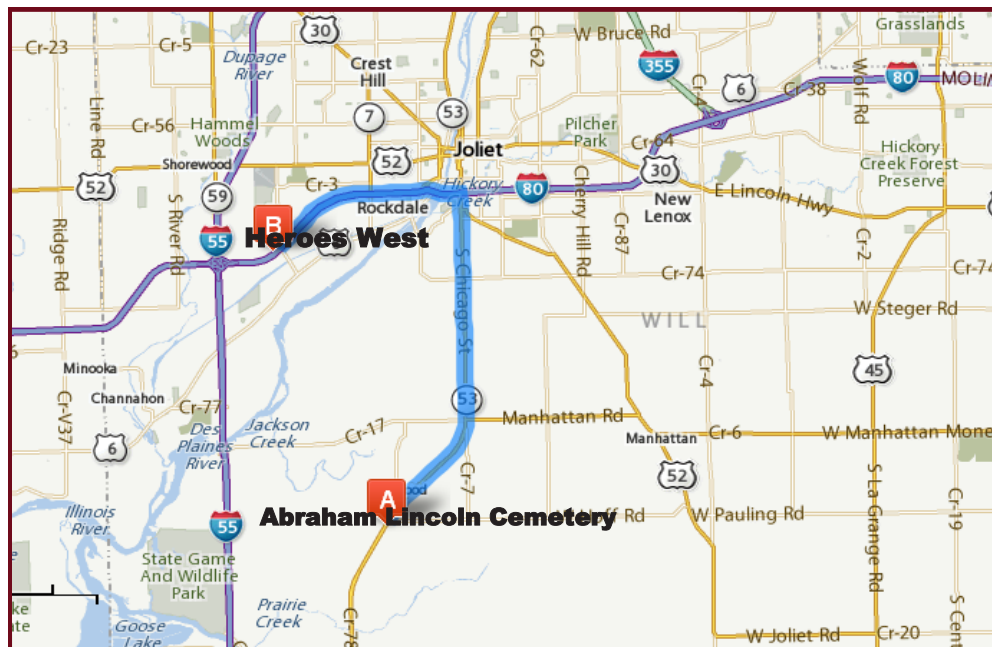 30
Cr-23
Cr-5
Dupage
River
Crest
Hill
Cr-62
W Bruce Rd
355
Cr-4
6
Cr-38
Wolf Rd
80
Grasslands
Line Rd
Cr-56
Hammel
Woods
7
53
Pilcher
Park
Cr-64
Hickory
Creek Forest
Preserve
Shorewood
52
Joliet
52
59
S River Rd
Cr-3
Rockdale
Hickory
Creek
80
Cherry Hill Rd
30
New
Lenox
E Lincoln Hwy
Ridge Rd
B
Heroes West
55
S Chicago St
Cr-87
Cr-2
Cr-74
Cr-74
WILL
W Steger Rd
Minooka
Channahon
Cr-V37
6
Cr-77
Des
Plaines
River
Jackson
Creek
Cr-17
53
Manhattan Rd
Cr-4
45
Manhattan
Cr-6
W Manhattan Mone
52
Cr-7
A
Abraham Lincoln Cemetery
W Pauling Rd
S La Grange Rd
Cr-19
Illinois
River
55
State Game
And Wildlife
Park
Prairie
Creek
Goose
Lake
Cr-78
W Joliet Rd
Cr-20
S Cent